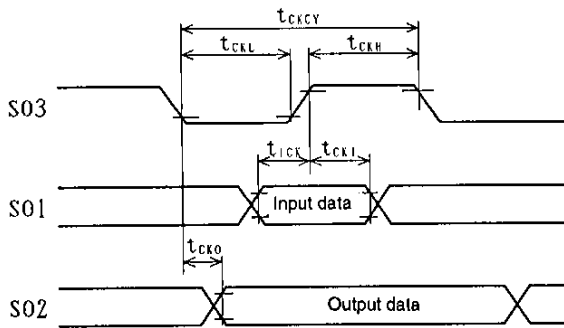 tCKCY
tCKL tCKH
SO3
tICK tCKI
SO1 Input data
tCKO
SO2 Output data